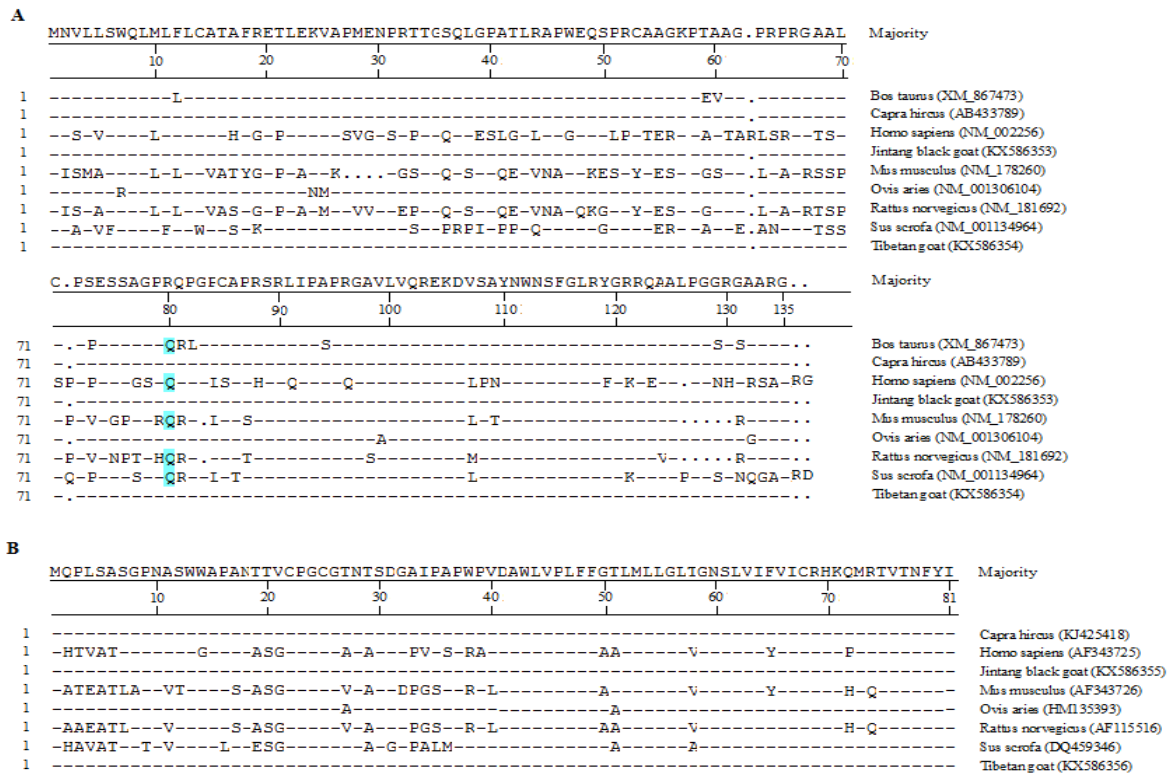 A
MNVLLSWQLMLFLCATAFRETLEKVAPMENPRTTGSQLGPATLRAPWEQSPRCAAGKPTAAG.PRPRGAAL Majority
10 20 30 40 50 60 70
1 -----------L----------------------------------------------EV--.-------- Bos taurus (XM_867473)
1 --------------------------------------------------------------.-------- Capra hircus (AB433789)
1 --S-V----L------H-G-P-----SVG-S-P--Q--ESLG-L--G---LP-TER--A-TARLSR--TS- Homo sapiens (NM_002256)
1 --------------------------------------------------------------.-------- Jintang black goat (KX586353)
1 -ISMA----L-L--VATYGP-A--K....--GS--Q-S--QE-VNA--KES-Y-ES--GS--.L-A-RSSP Mus musculus (NM_178260)
1 ------R----------------NM-------------------------------------.-------- Ovis aries (NM_001306104)
1 -IS-A----L-L--VAS-G-P-A-M--VV--EP--Q-S--QE-VNA-QKG--Y-ES--G---.L-A-RTSP Rattus norvegicus (NM_181692)
1 --A-VF---F--W--S-K-------------S--PRPI-PP-Q-----G----ER--A--E.AN---TSS Sus scrofa (NM_001134964)
1 --------------------------------------------------------------.-------- Tibetan goat (KX586354)
C.PSESSAGPRQPGPCAPRSRLIPAPRGAVLVQREKDVSAYNWNSFGLRYGRRQAALPGGRGAARG.. Majority
80 90 100 110 120 130 135
71 -.-P------QRL-----------S----------------------------------S-S----.. Bos taurus (XM_867473)
71 -.---------------------------------------------------------------.. Capra hircus (AB433789)
71 SP-P---GS-Q---IS--H--Q----Q----------LPN---------F-K-E--.--NH-RSA-RG Homo sapiens (NM_002256)
71 -.---------------------------------------------------------------.. Jintang black goat (KX586353)
71 -P-V-GP--RQR-.L--S-------------------L-T----------------.....R----.. Mus musculus (NM_178260)
71 -.---------------------------A--------------------------------G--.. Ovis aries (NM_001306104)
71 -P-V-NPT-HQR-.---T----------S--------M----------------V--.....R---.. Rattus norvegicus (NM_181692)
71 -Q-P---S--QR--I-T--------------------L-------------K----R--S-NQGA-RD Sus scrofa (NM_001134964)
71 -.---------------------------------------------------------------.. Tibetan goat (KX586354)
B
MQPLSASGPNASWWAPANTTVCPGCGTNTSDGAIPAPWPVDAWLVPLFFGTLMLLGLTGNSLVIFVICRHKQMRTVTNFYI Majority
10 20 30 40 50 60 70 81
1 --------------------------------------------------------------------------------- Capra hircus (KJ425418)
1 -HTVAT-------G----ASG-----A-A---PV-S-RA----------AA------V------Y------P--------- Homo sapiens (AF343725)
1 --------------------------------------------------------------------------------- Jintang black goat (KX586355)
1 -ATEATLA--VT----S-ASG-----V-A--DPGS--R-L---------A-------V------Y------H-Q------- Mus musculus (AF343726)
1 --------------------------A-----------------------A------------------------------ Ovis aries (HM135393)
1 -AAEATL---V-----S-ASG-----V-A---PGS--R-L---------AA------V-------------H-Q------- Rattus norvegicus (AF115516)
1 -HAVAT--T-V----L--ESG-------A-G-PALM--------------A------A----------------------- Sus scrofa (DQ459346)
1 --------------------------------------------------------------------------------- Tibetan goat (KX586356)